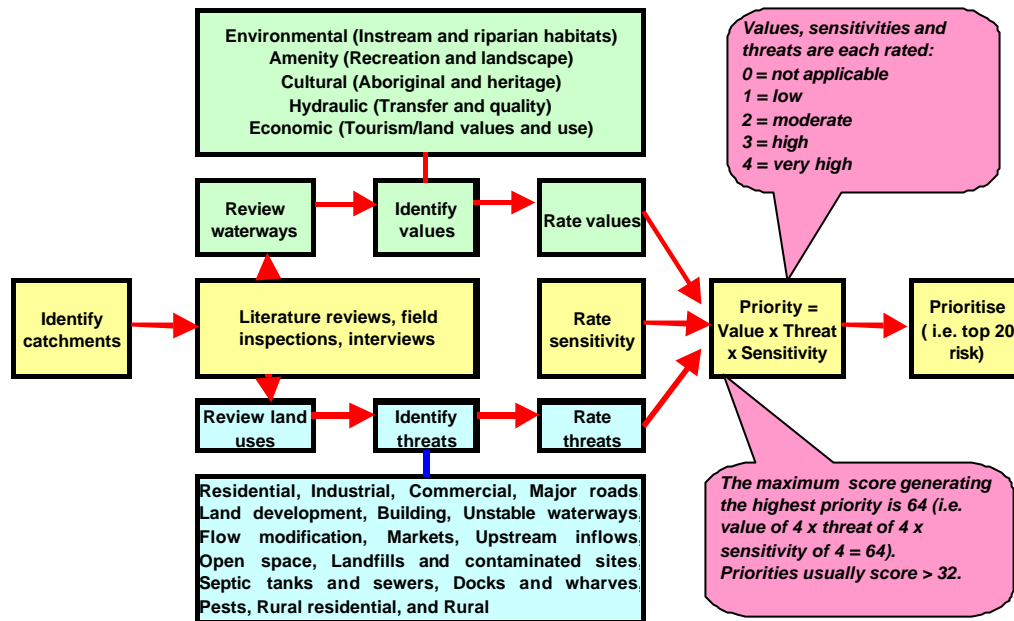 Environmental (Instream and riparian habitats)
Amenity (Recreation and landscape)
Cultural (Aboriginal and heritage)
Hydraulic (Transfer and quality)
Economic (Tourism/land values and use)
Values, sensitivities and
threats are each rated:
0 = not applicable
1 = low
2 = moderate
3 = high
4 = very high
Review
waterways
Identify
values
Rate values
Identify
catchments
Literature reviews, field
inspections, interviews
Rate
sensitivity
Priority =
Value x Threat
x Sensitivity
Prioritise
( i.e. top 20
risk)
Review land
uses
Identify
threats
Rate
threats
Residential, Industrial, Commercial, Major roads,
Land development, Building, Unstable waterways,
Flow modification, Markets, Upstream inflows,
Open space, Landfills and contaminated sites,
Septic tanks and sewers, Docks and wharves,
Pests, Rural residential, and Rural
The maximum score generating
the highest priority is 64 (i.e.
value of 4 x threat of 4 x
sensitivity of 4 = 64).
Priorities usually score > 32.